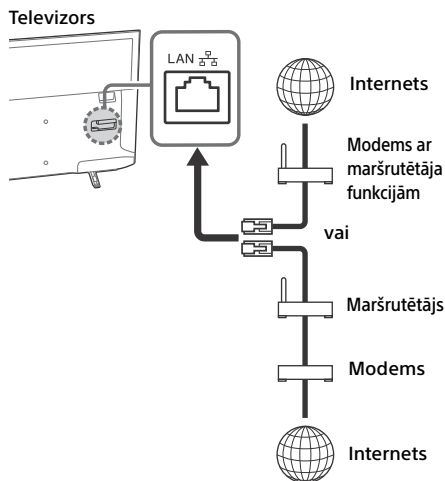 Televizors
LAN
Internets
Modems ar
maršrutētāja
funkcijām
vai
Maršrutētājs
Modems
Internets